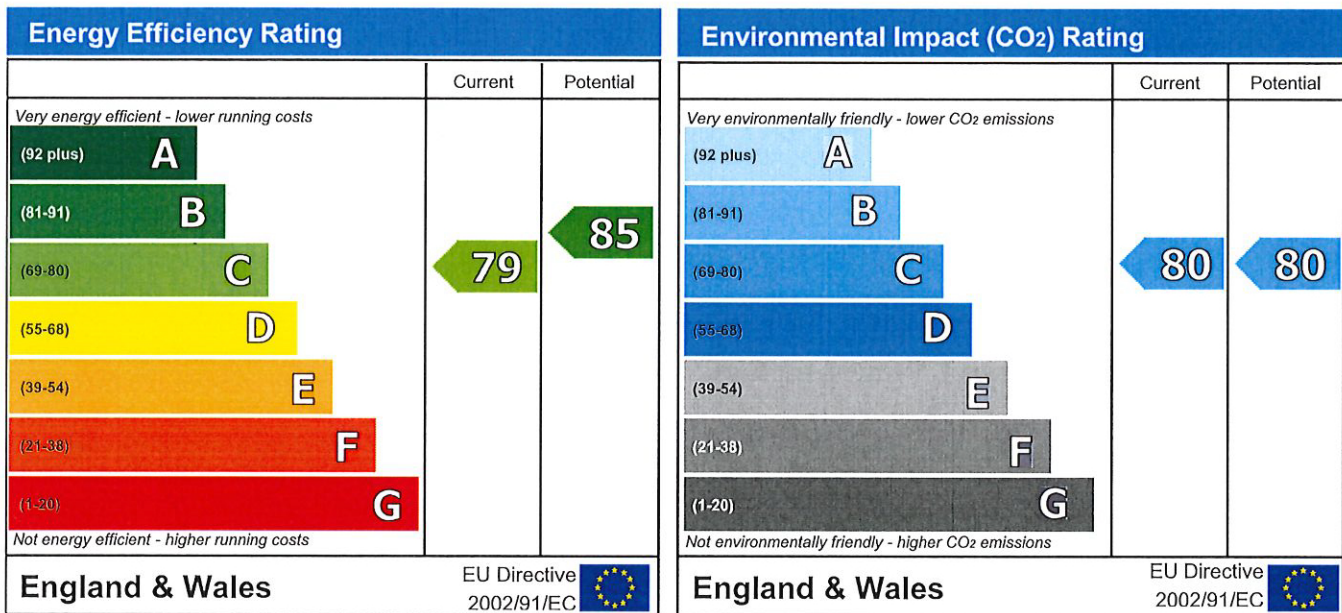 Energy Efficiency Rating
Current Potential
Very energy efficient - lower running costs
(92 plus) A
(81-91) B
(69-80) C
(55-68) D
(39-54) E
(21-38) F
(1-20) G
79
85
Not energy efficient - higher running costs
England & Wales
EU Directive
2002/91/EC
Environmental Impact (CO2) Rating
Current Potential
Very environmentally friendly - lower CO2 emissions
(92 plus) A
(81-91) B
(69-80) C
(55-68) D
(39-54) E
(21-38) F
(1-20) G
80
80
Not environmentally friendly - higher CO2 emissions
England & Wales
EU Directive
2002/91/EC